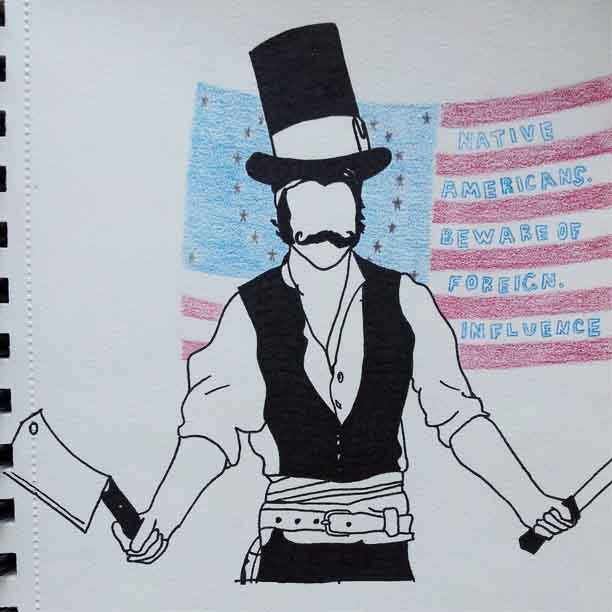 NATIVE
AMERICANS.
BEWARE OF
FOREIGN.
INFLUENCE